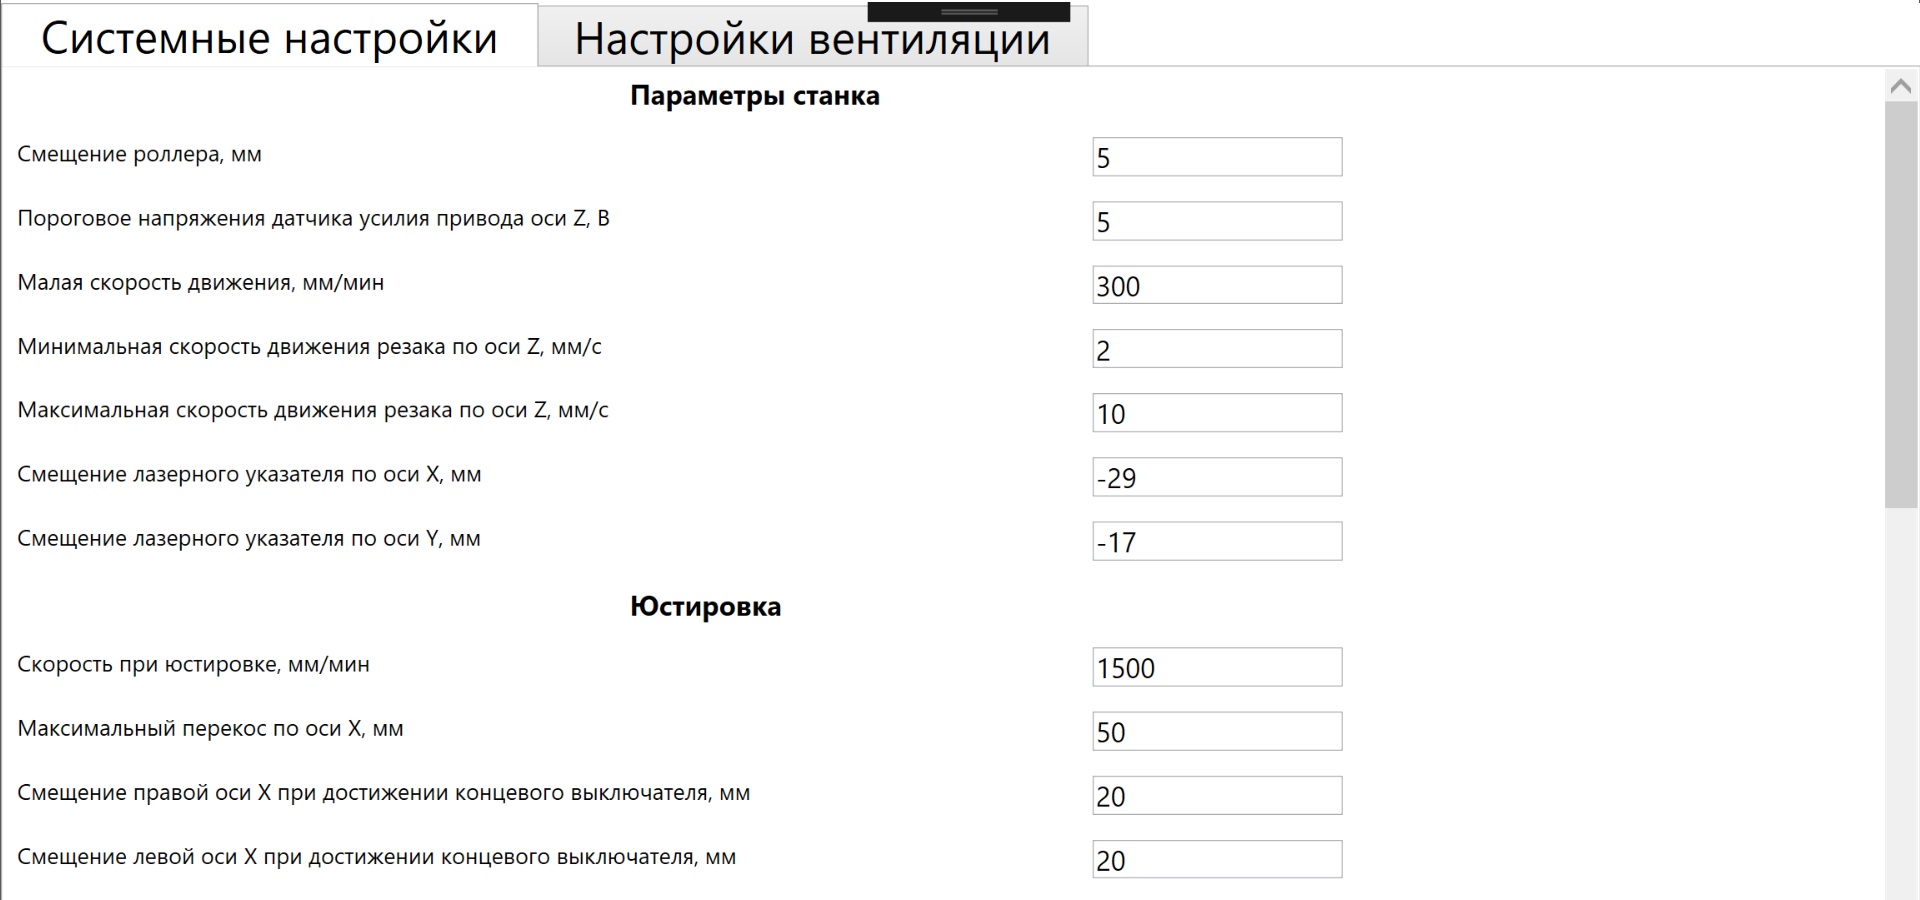 Системные настройки
Настройки вентиляции
Параметры станка
Смещение роллера, мм
5
Пороговое напряжения датчика усилия привода оси Z, В
5
Малая скорость движения, мм/мин
300
Минимальная скорость движения резака по оси Z, мм/с
2
Максимальная скорость движения резака по оси Z, мм/с
10
Смещение лазерного указателя по оси X, мм
-29
Смещение лазерного указателя по оси Y, мм
-17
Юстировка
Скорость при юстировке, мм/мин
1500
Максимальный перекос по оси X, мм
50
Смещение правой оси X при достижении концевого выключателя, мм
20
Смещение левой оси X при достижении концевого выключателя, мм
20